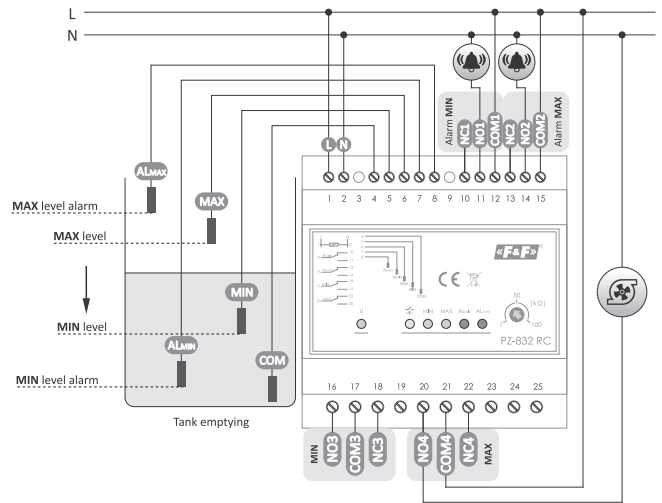 L
N
Alarm MIN
NC1
NO1
COM1
NC2
NO2
COM2
Alarm MAX
L
N
1 2 3 4 5 6 7 8 9 10 11 12 13 14 15
ALMAX
MAX
MAX level alarm
MAX level
MIN
MIN level
ALMIN
COM
MIN level alarm
Tank emptying
«F&F»®
CE
U
MIN
MAX
ALMIN
ALMAX
50
(kΩ)
1
100
PZ-832 RC
16 17 18 19 20 21 22 23 24 25
MIN
NO3
COM3
NC3
NO4
COM4
NC4
MAX